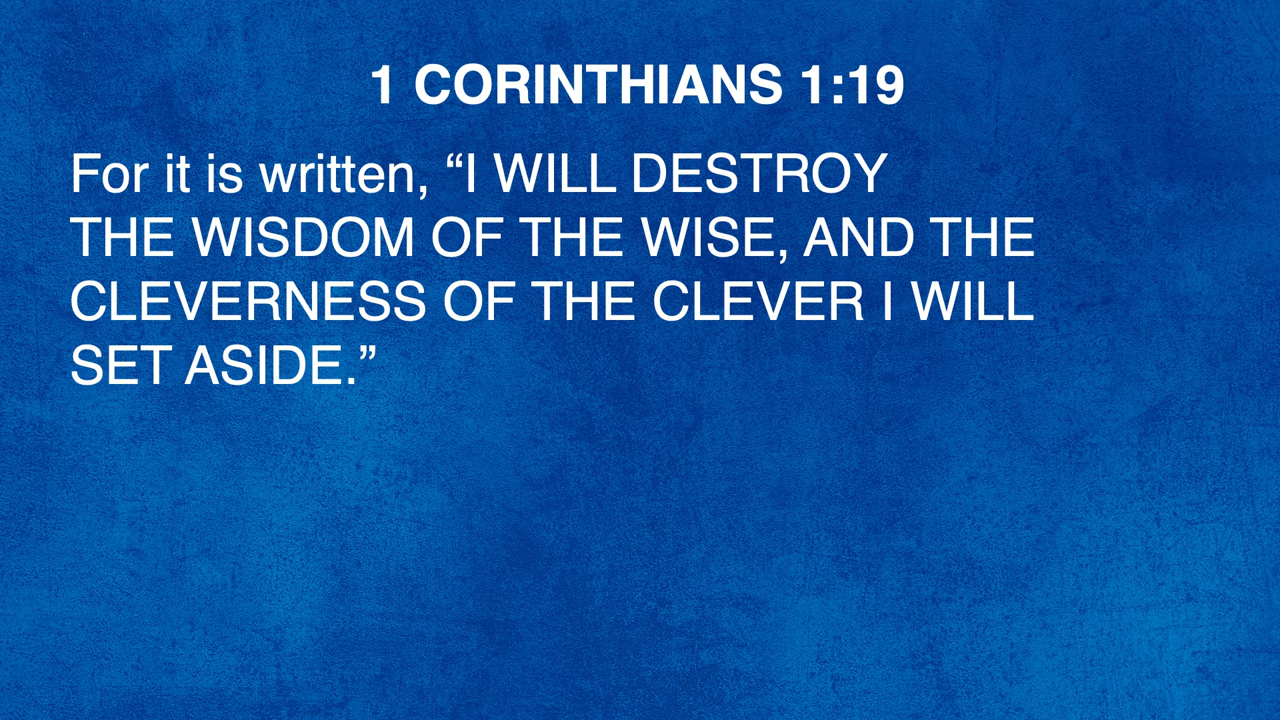 1 CORINTHIANS 1:19
For it is written, “I WILL DESTROY
THE WISDOM OF THE WISE, AND THE
CLEVERNESS OF THE CLEVER I WILL
SET ASIDE.”